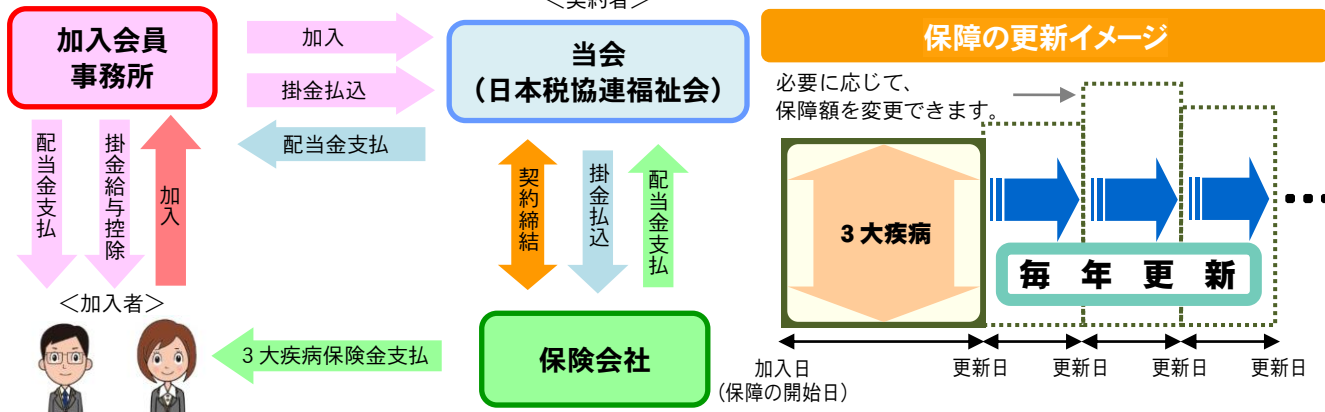 ＜契約者＞
加入会員
事務所
加入
掛金払込
配当金支払
当会
（日本税協連福祉会）
配当金支払
掛金給与控除
加入
契約締結
掛金払込
配当金支払
＜加入者＞
３大疾病保険金支払
保険会社
保障の更新イメージ
必要に応じて、
保障額を変更できます。
３大疾病
毎年更新
加入日
（保障の開始日）
更新日
更新日
更新日
更新日